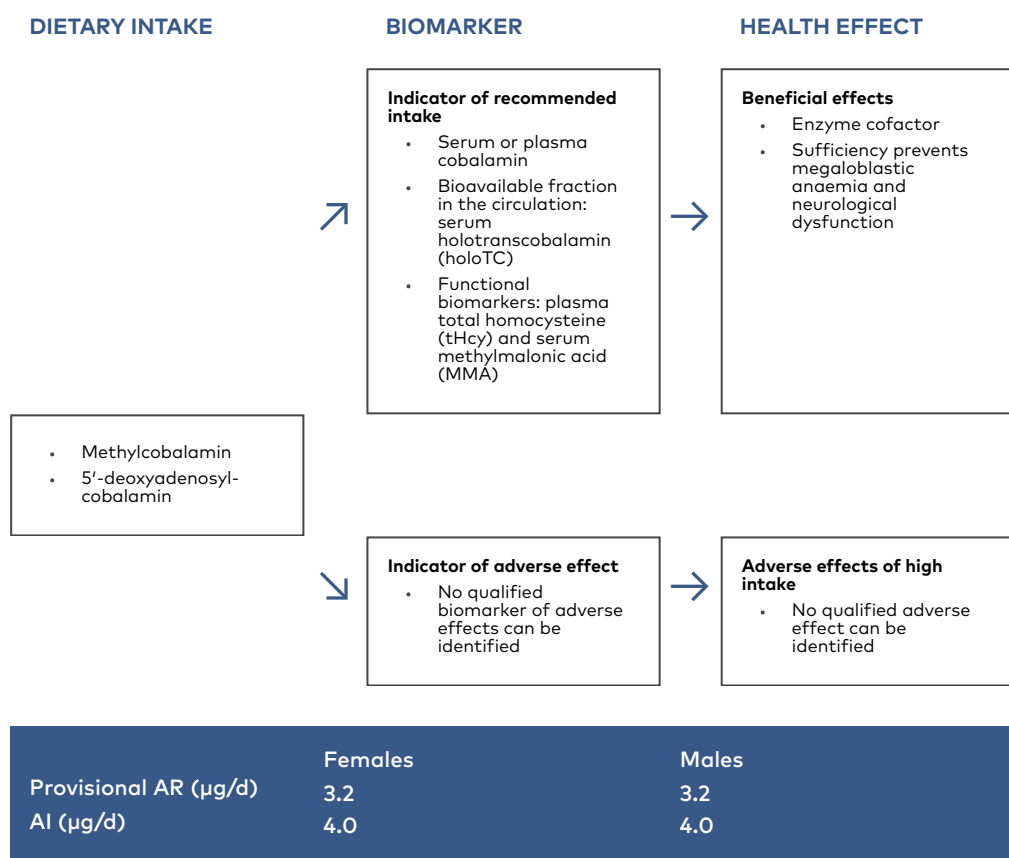 DIETARY INTAKE
BIOMARKER
HEALTH EFFECT
Indicator of recommended
intake
• Serum or plasma
cobalamin
• Bioavailable fraction
in the circulation:
serum
holotranscobalamin
(holoTC)
• Functional
biomarkers: plasma
total homocysteine
(tHcy) and serum
methylmalonic acid
(MMA)
Beneficial effects
• Enzyme cofactor
• Sufficiency prevents
megaloblastic
anaemia and
neurological
dysfunction
• Methylcobalamin
• 5′-deoxyadenosyl-
cobalamin
Indicator of adverse effect
• No qualified
biomarker of adverse
effects can be
identified
Adverse effects of high
intake
• No qualified adverse
effect can be
identified
Females Males
Provisional AR (µg/d) 3.2 3.2
AI (µg/d) 4.0 4.0